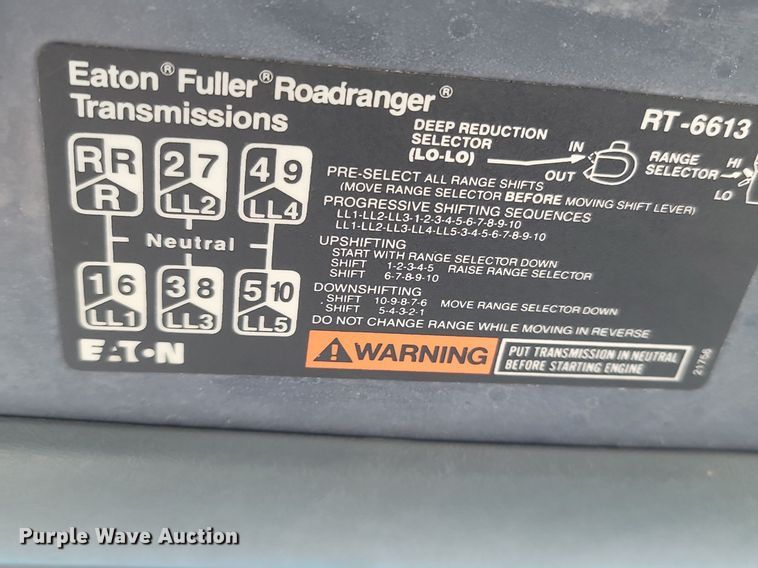 Eaton® Fuller® Roadranger®
Transmissions
RT-6613
DEEP REDUCTION
SELECTOR
(LO-LO)
IN
OUT
RANGE
SELECTOR
HI
LO
R R 2 7 4 9
R LL2 LL4
Neutral
1 6 3 8 5 10
LL1 LL3 LL5
PRE-SELECT ALL RANGE SHIFTS
(MOVE RANGE SELECTOR BEFORE MOVING SHIFT LEVER)
PROGRESSIVE SHIFTING SEQUENCES
LL1-LL2-LL3-1-2-3-4-5-6-7-8-9-10
LL1-LL2-LL3-LL4-LL5-3-4-5-6-7-8-9-10
UPSHIFTING
START WITH RANGE SELECTOR DOWN
SHIFT 1-2-3-4-5 RAISE RANGE SELECTOR
SHIFT 6-7-8-9-10
DOWNSHIFTING
SHIFT 10-9-8-7-6 MOVE RANGE SELECTOR DOWN
SHIFT 5-4-3-2-1
DO NOT CHANGE RANGE WHILE MOVING IN REVERSE
EATON
WARNING
PUT TRANSMISSION IN NEUTRAL
BEFORE STARTING ENGINE
21756
Purple Wave Auction